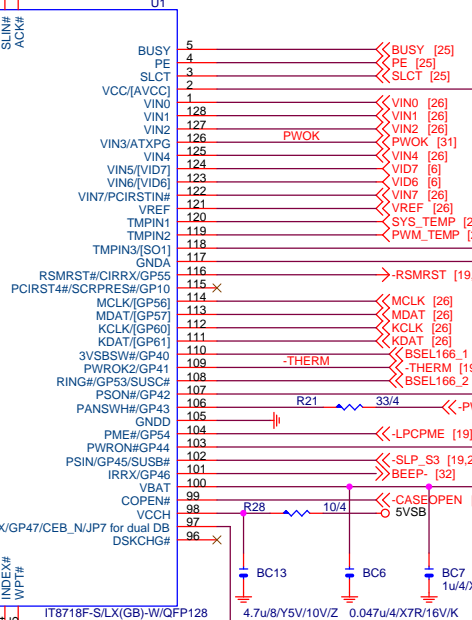 U1
SLIN#
ACK#
BUSY 5 BUSY [25]
PE 4 PE [25]
SLCT 3 SLCT [25]
VCC/[AVCC] 2
VIN0 1 VIN0 [26]
VIN1 128 VIN1 [26]
VIN2 127 VIN2 [26]
VIN3/ATXPG 126 PWOK PWOK [31]
VIN4 125 VIN4 [26]
VIN5/[VID7] 124 VID7 [6]
VIN6/[VID6] 123 VID6 [6]
VIN7/PCIRSTIN# 122 VIN7 [26]
VREF 121 VREF [26]
TMPIN1 120 SYS_TEMP [2
TMPIN2 119 PWM_TEMP [
TMPIN3/[SO1] 118
GNDA 117
RSMRST#/CIRRX/GP55 116 -RSMRST [19,
PCIRST4#/SCRPRES#/GP10 115
MCLK/[GP56] 114 MCLK [26]
MDAT/[GP57] 113 MDAT [26]
KCLK/[GP60] 112 KCLK [26]
KDAT/[GP61] 111 KDAT [26]
3VSBSW#/GP40 110 BSEL166_1
PWROK2/GP41 109 -THERM -THERM [19
RING#/GP53/SUSC# 108 BSEL166_2
PSON#/GP42 107
PANSWH#/GP43 106 R21 33/4 -PW
GNDD 105
PME#/GP54 104 -LPCPME [19]
PWRON#/GP44 103
PSIN/GP45/SUSB# 102 -SLP_S3 [19,2
IRRX/GP46 101 BEEP- [32]
VBAT 100
COPEN# 99 -CASEOPEN [
VCCH 98 R28 10/4 5VSB
X/GP47/CEB_N/JP7 for dual DB 97
DSKCHG# 96
INDEX#
WPT#
BC13 BC6 BC7
1u/4/X
IT8718F-S/LX(GB)-W/QFP128 4.7u/8/Y5V/10V/Z 0.047u/4/X7R/16V/K